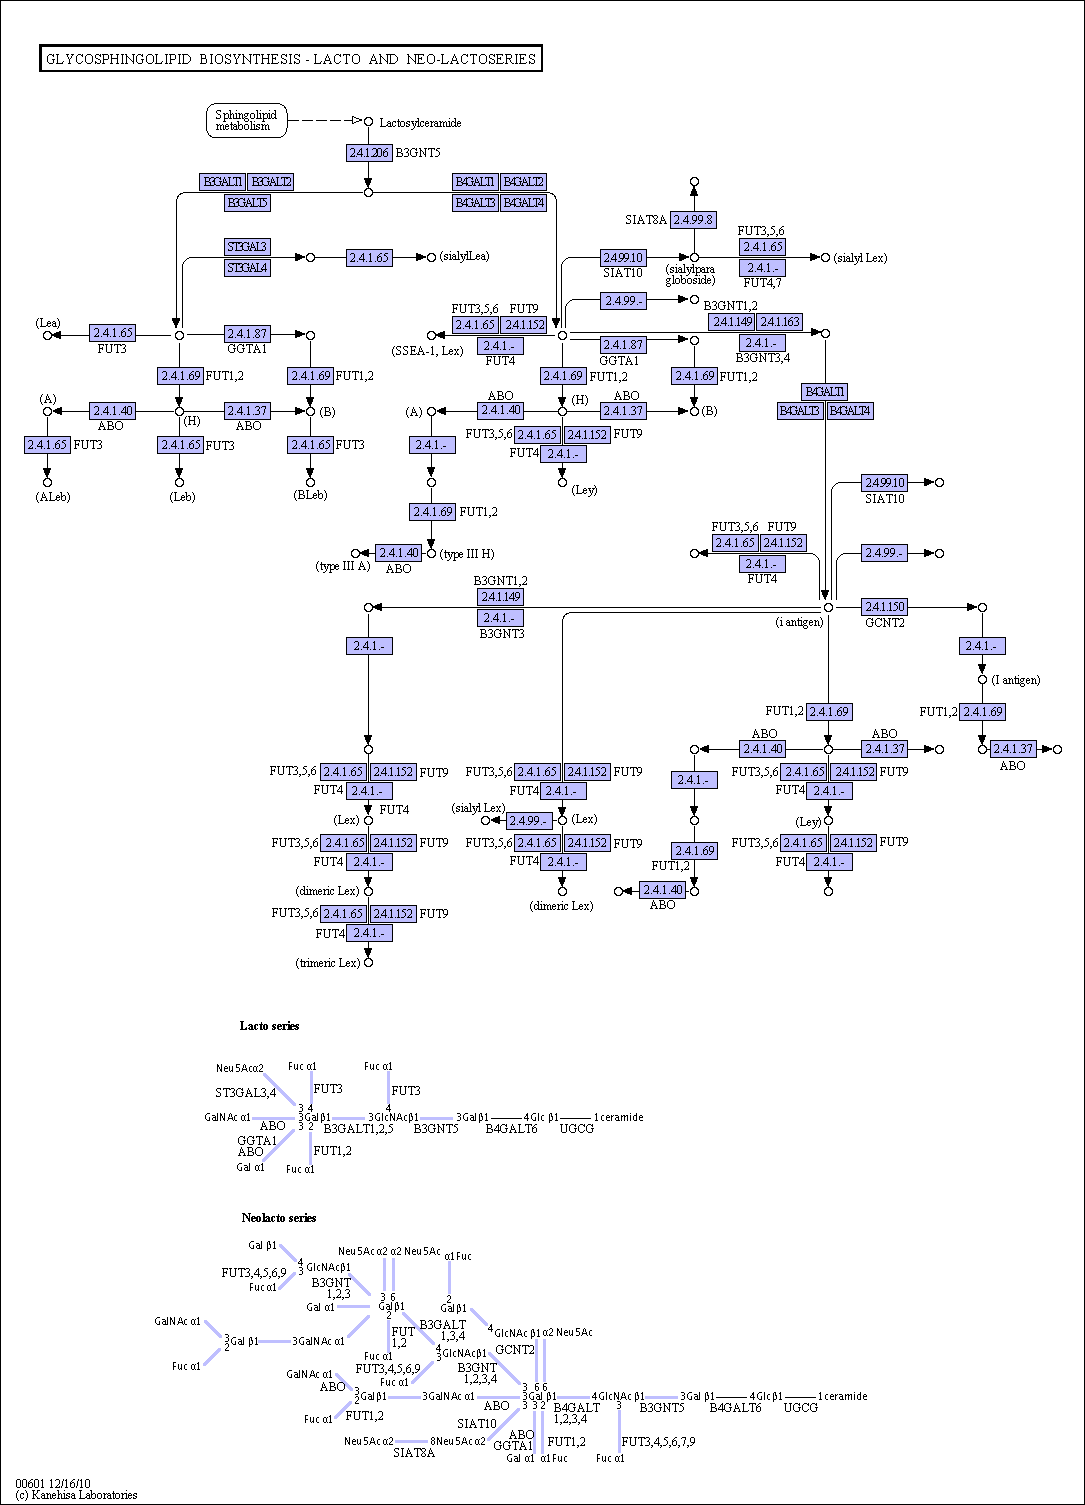 GLYCOSPHINGOLIPID BIOSYNTHESIS - LACTO AND NEO-LACTOSERIES
Sphingolipid
metabolism
Lactosylceramide
2.4.1.206 B3GNT5
B3GALT1 B3GALT2
B3GALT5
B4GALT1 B4GALT2
B4GALT3 B4GALT4
SIAT8A 2.4.99.8
FUT3,5,6
ST3GAL3
ST3GAL4
2.4.1.65 (sialylLea)
2.4.99.10
SIAT10
(sialylpara
globoside)
2.4.1.65
2.4.1.-
FUT4,7
(sialyl Lex)
2.4.99.-
(Lea)
2.4.1.65
FUT3
2.4.1.87
GGTA1
FUT3,5,6 FUT9
2.4.1.65 2.4.1.152
2.4.1.-
FUT4
(SSEA-1, Lex)
2.4.1.87
GGTA1
B3GNT1,2
2.4.1.149 2.4.1.163
2.4.1.-
B3GNT3,4
2.4.1.69 FUT1,2
2.4.1.69 FUT1,2
2.4.1.69 FUT1,2
2.4.1.69 FUT1,2
B4GALT1
B4GALT3 B4GALT4
(A)
2.4.1.40
ABO
(H)
2.4.1.37
ABO
(B)
(A)
ABO
2.4.1.40
(H)
ABO
2.4.1.37
(B)
2.4.1.65 FUT3
2.4.1.65 FUT3
2.4.1.65 FUT3
2.4.1.-
FUT3,5,6 2.4.1.65 2.4.1.152 FUT9
FUT4 2.4.1.-
(ALeb)
(Leb)
(BLeb)
(Ley)
2.4.99.10
SIAT10
2.4.1.69 FUT1,2
(type III A)
2.4.1.40
ABO
(type III H)
FUT3,5,6 FUT9
2.4.1.65 2.4.1.152
2.4.1.-
FUT4
2.4.99.-
B3GNT1,2
2.4.1.149
2.4.1.-
B3GNT3
(i antigen)
2.4.1.150
GCNT2
2.4.1.-
2.4.1.-
(I antigen)
FUT1,2 2.4.1.69
FUT1,2 2.4.1.69
ABO
2.4.1.40
ABO
2.4.1.37
2.4.1.37
ABO
FUT3,5,6 2.4.1.65 2.4.1.152 FUT9
FUT4 2.4.1.-
FUT4
FUT3,5,6 2.4.1.65 2.4.1.152 FUT9
FUT4 2.4.1.-
2.4.1.-
FUT3,5,6 2.4.1.65 2.4.1.152 FUT9
FUT4 2.4.1.-
(Lex)
(sialyl Lex)
2.4.99.-
(Lex)
(Ley)
FUT3,5,6 2.4.1.65 2.4.1.152 FUT9
FUT4 2.4.1.-
FUT3,5,6 2.4.1.65 2.4.1.152 FUT9
FUT4 2.4.1.-
2.4.1.69
FUT1,2
FUT3,5,6 2.4.1.65 2.4.1.152 FUT9
FUT4 2.4.1.-
(dimeric Lex)
(dimeric Lex)
2.4.1.40
ABO
FUT3,5,6 2.4.1.65 2.4.1.152 FUT9
FUT4 2.4.1.-
(trimeric Lex)
Lacto series
Neu5Acα2 Fuc α1 Fuc α1
ST3GAL3,4 FUT3 FUT3
3 4 4
GalNAc α1 3Galβ1 3GlcNAcβ1 3Galβ1 4Glc β1 1ceramide
ABO 3 2 B3GALT1,2,5 B3GNT5 B4GALT6 UGCG
GGTA1
ABO FUT1,2
Gal α1 Fuc α1
Neolacto series
Gal β1 Neu5Ac α2 α2 Neu5Ac α1Fuc
4
3 GlcNAcβ1
FUT3,4,5,6,9
Fuc α1
B3GNT
1,2,3
3 6
Gal α1 Galβ1
2
2
Galβ1
GalNAc α1
FUT
1,2
B3GALT
1,3,4
4
GlcNAcβ1 α2 Neu5Ac
3
2 Gal β1 3GalNAc α1
4
3 GlcNAcβ1
GCNT2
Fuc α1
Fuc α1
FUT3,4,5,6,9
Fuc α1
B3GNT
1,2,3,4
GalNAc α1
ABO
3
2 Galβ1 3GalNAc α1
3 6 6
3Gal β1 4GlcNAc β1 3Gal β1 4Glcβ1 1ceramide
3 3 2
ABO B4GALT
1,2,3,4
B3GNT5 B4GALT6 UGCG
3
Fuc α1 FUT1,2
SIAT10
ABO
GGTA1
FUT1,2 FUT3,4,5,6,7,9
Neu5Acα2 8Neu5Acα2
SIAT8A
Gal α1 α1Fuc Fuc α1
00601 12/16/10
(c) Kanehisa Laboratories